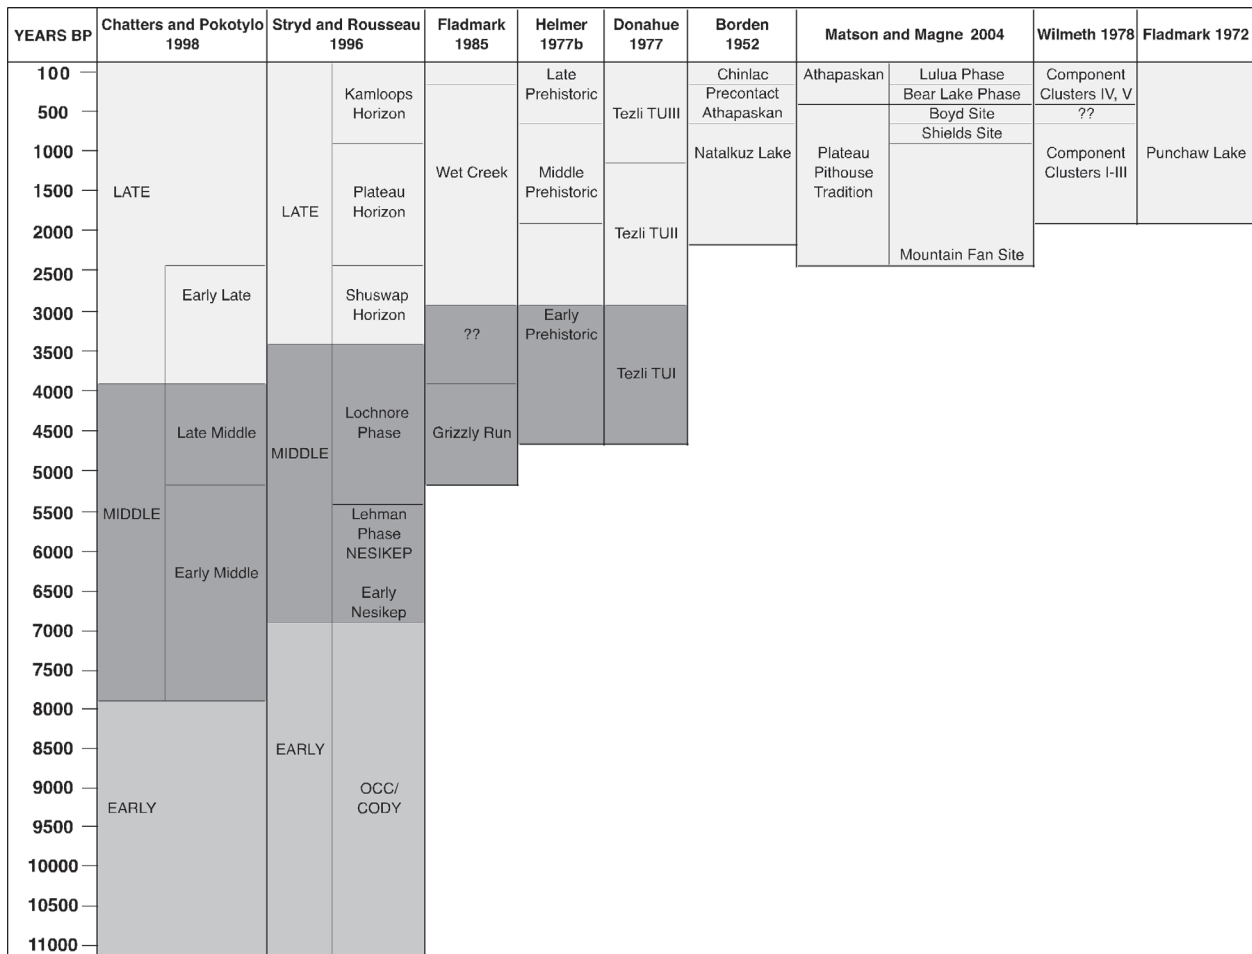 YEARS BP
Chatters and Pokotylo
1998
Stryd and Rousseau
1996
Fladmark
1985
Helmer
1977b
Donahue
1977
Borden
1952
Matson and Magne 2004
Wilmeth 1978
Fladmark 1972
100
500
1000
1500
2000
2500
3000
3500
4000
4500
5000
5500
6000
6500
7000
7500
8000
8500
9000
9500
10000
10500
11000
LATE
Early Late
MIDDLE
Late Middle
Early Middle
EARLY
LATE
Kamloops
Horizon
Plateau
Horizon
Shuswap
Horizon
MIDDLE
Lochnore
Phase
Lehman
Phase
NESIKEP
Early
Nesikep
EARLY
OCC/
CODY
Wet Creek
??
Grizzly Run
Late
Prehistoric
Middle
Prehistoric
Early
Prehistoric
Tezli TUIII
Tezli TUII
Tezli TUI
Chinlac
Precontact
Athapaskan
Natalkuz Lake
Athapaskan
Plateau
Pithouse
Tradition
Lulua Phase
Bear Lake Phase
Boyd Site
Shields Site
Mountain Fan Site
Component
Clusters IV, V
??
Component
Clusters I-III
Punchaw Lake